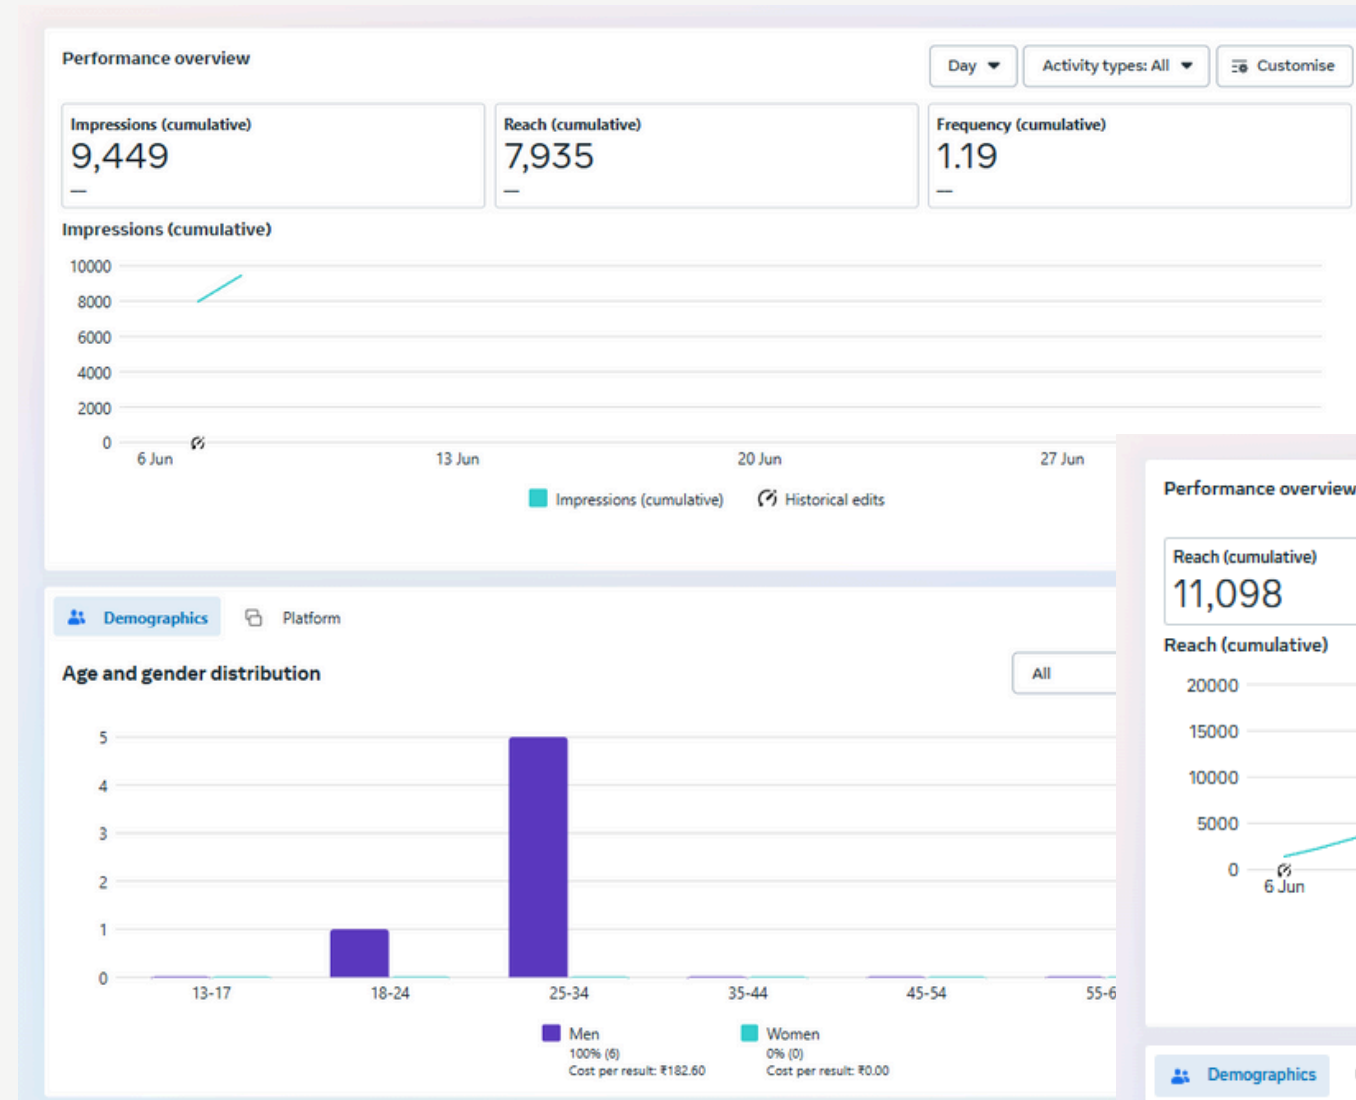 Performance overview
Day
Activity types: All
Customise
Impressions (cumulative)
9,449
—
Reach (cumulative)
7,935
—
Frequency (cumulative)
1.19
—
Impressions (cumulative)
10000
8000
6000
4000
2000
0
6 Jun
13 Jun
20 Jun
27 Jun
Impressions (cumulative)
Historical edits
Demographics
Platform
Age and gender distribution
All
5
4
3
2
1
0
13-17
18-24
25-34
35-44
45-54
55-6
Men
100% (6)
Cost per result: ₹182.60
Women
0% (0)
Cost per result: ₹0.00
Performance overview
Reach (cumulative)
11,098
Reach (cumulative)
20000
15000
10000
5000
0
6 Jun
Demographics